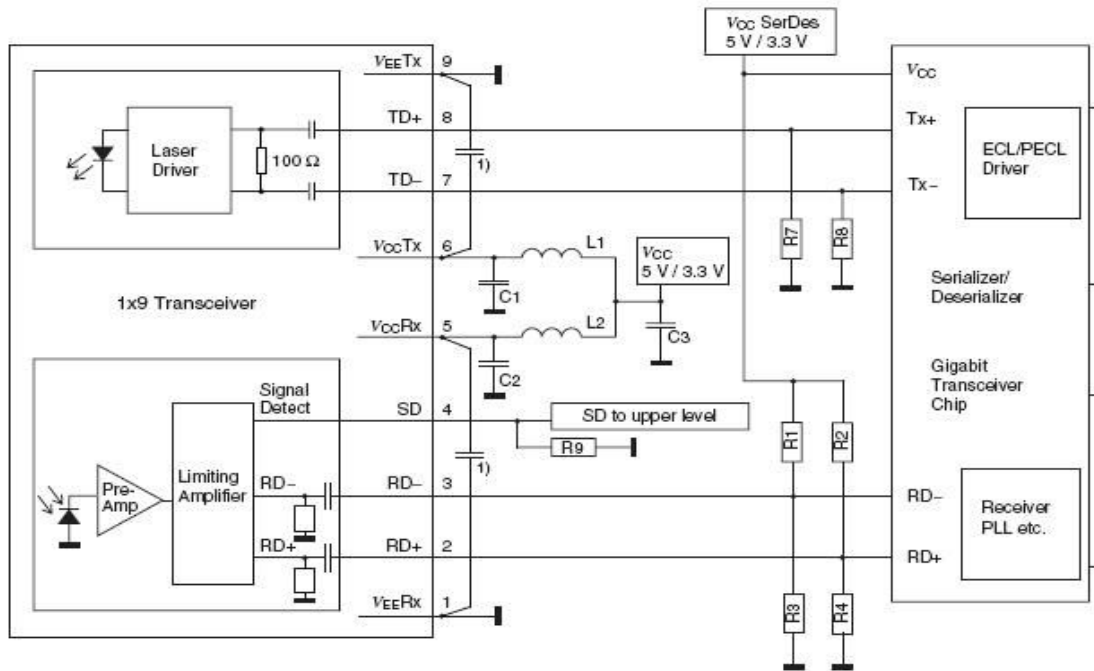 VCC SerDes
5 V / 3.3 V
VEETx
9
VCC
TD+
8
Tx+
Laser
Driver
100 Ω
1)
ECL/PECL
Driver
TD–
7
Tx–
R7
R8
VCCTx
6
L1
VCC
5 V / 3.3 V
C1
Serializer/
Deserializer
1x9 Transceiver
VCCRx
5
L2
C3
C2
Gigabit
Transceiver
Chip
Signal
Detect
SD
4
SD to upper level
R9
R1
R2
1)
Limiting
Amplifier
Pre-
Amp
RD–
RD–
3
RD–
Receiver
PLL etc.
RD+
RD+
2
RD+
VEERx
1
R3
R4